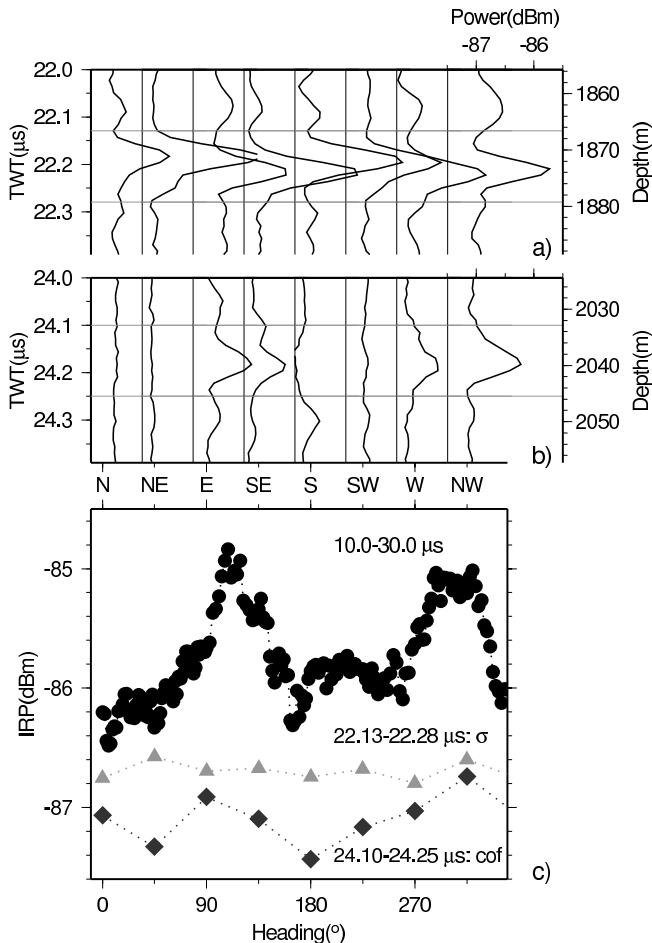 Power(dBm)
-87 -86
22.0
22.1
22.2
22.3
TWT(μs)
1860
1870
1880
Depth(m)
a)
24.0
24.1
24.2
24.3
TWT(μs)
2030
2040
2050
Depth(m)
b)
N NE E SE S SW W NW
10.0-30.0 μs
-85
-86
-87
IRP(dBm)
22.13-22.28 μs: σ
24.10-24.25 μs: cof
c)
0 90 180 270
Heading(º)